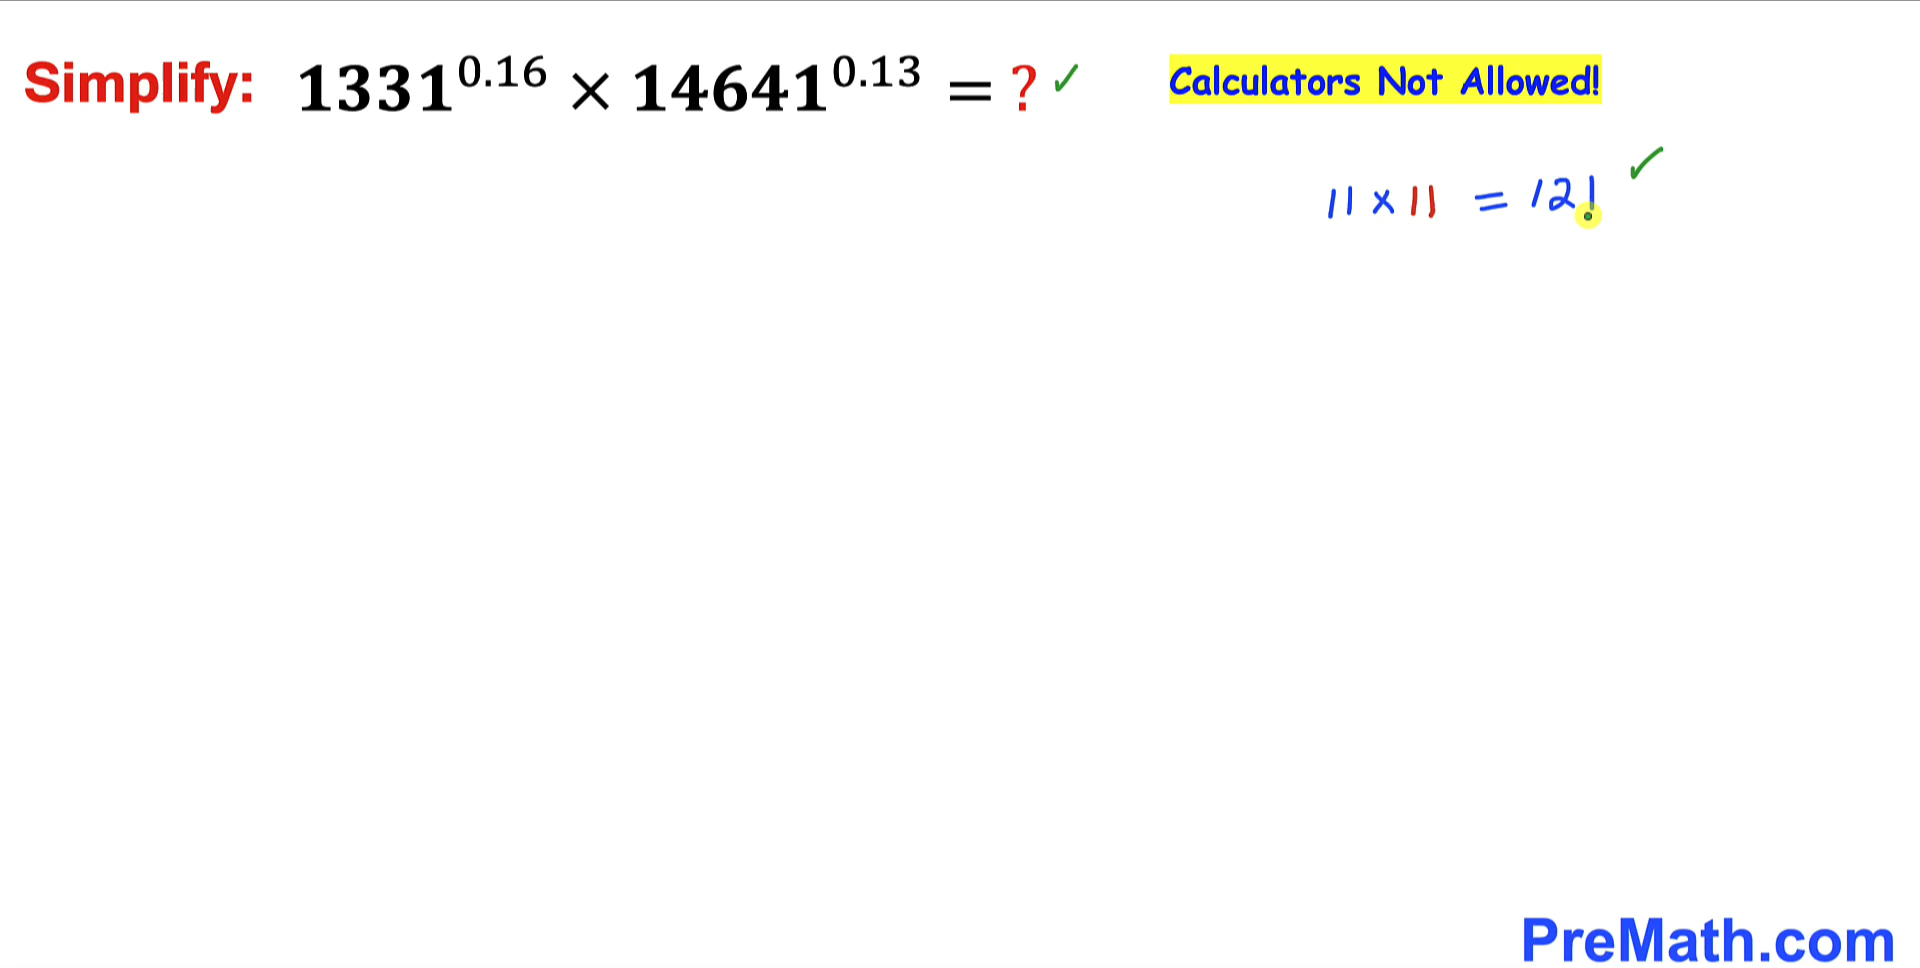 Simplify: 1331^0.16 × 14641^0.13 = ? ✓ Calculators Not Allowed!
11 × 11 = 121 ✓
PreMath.com